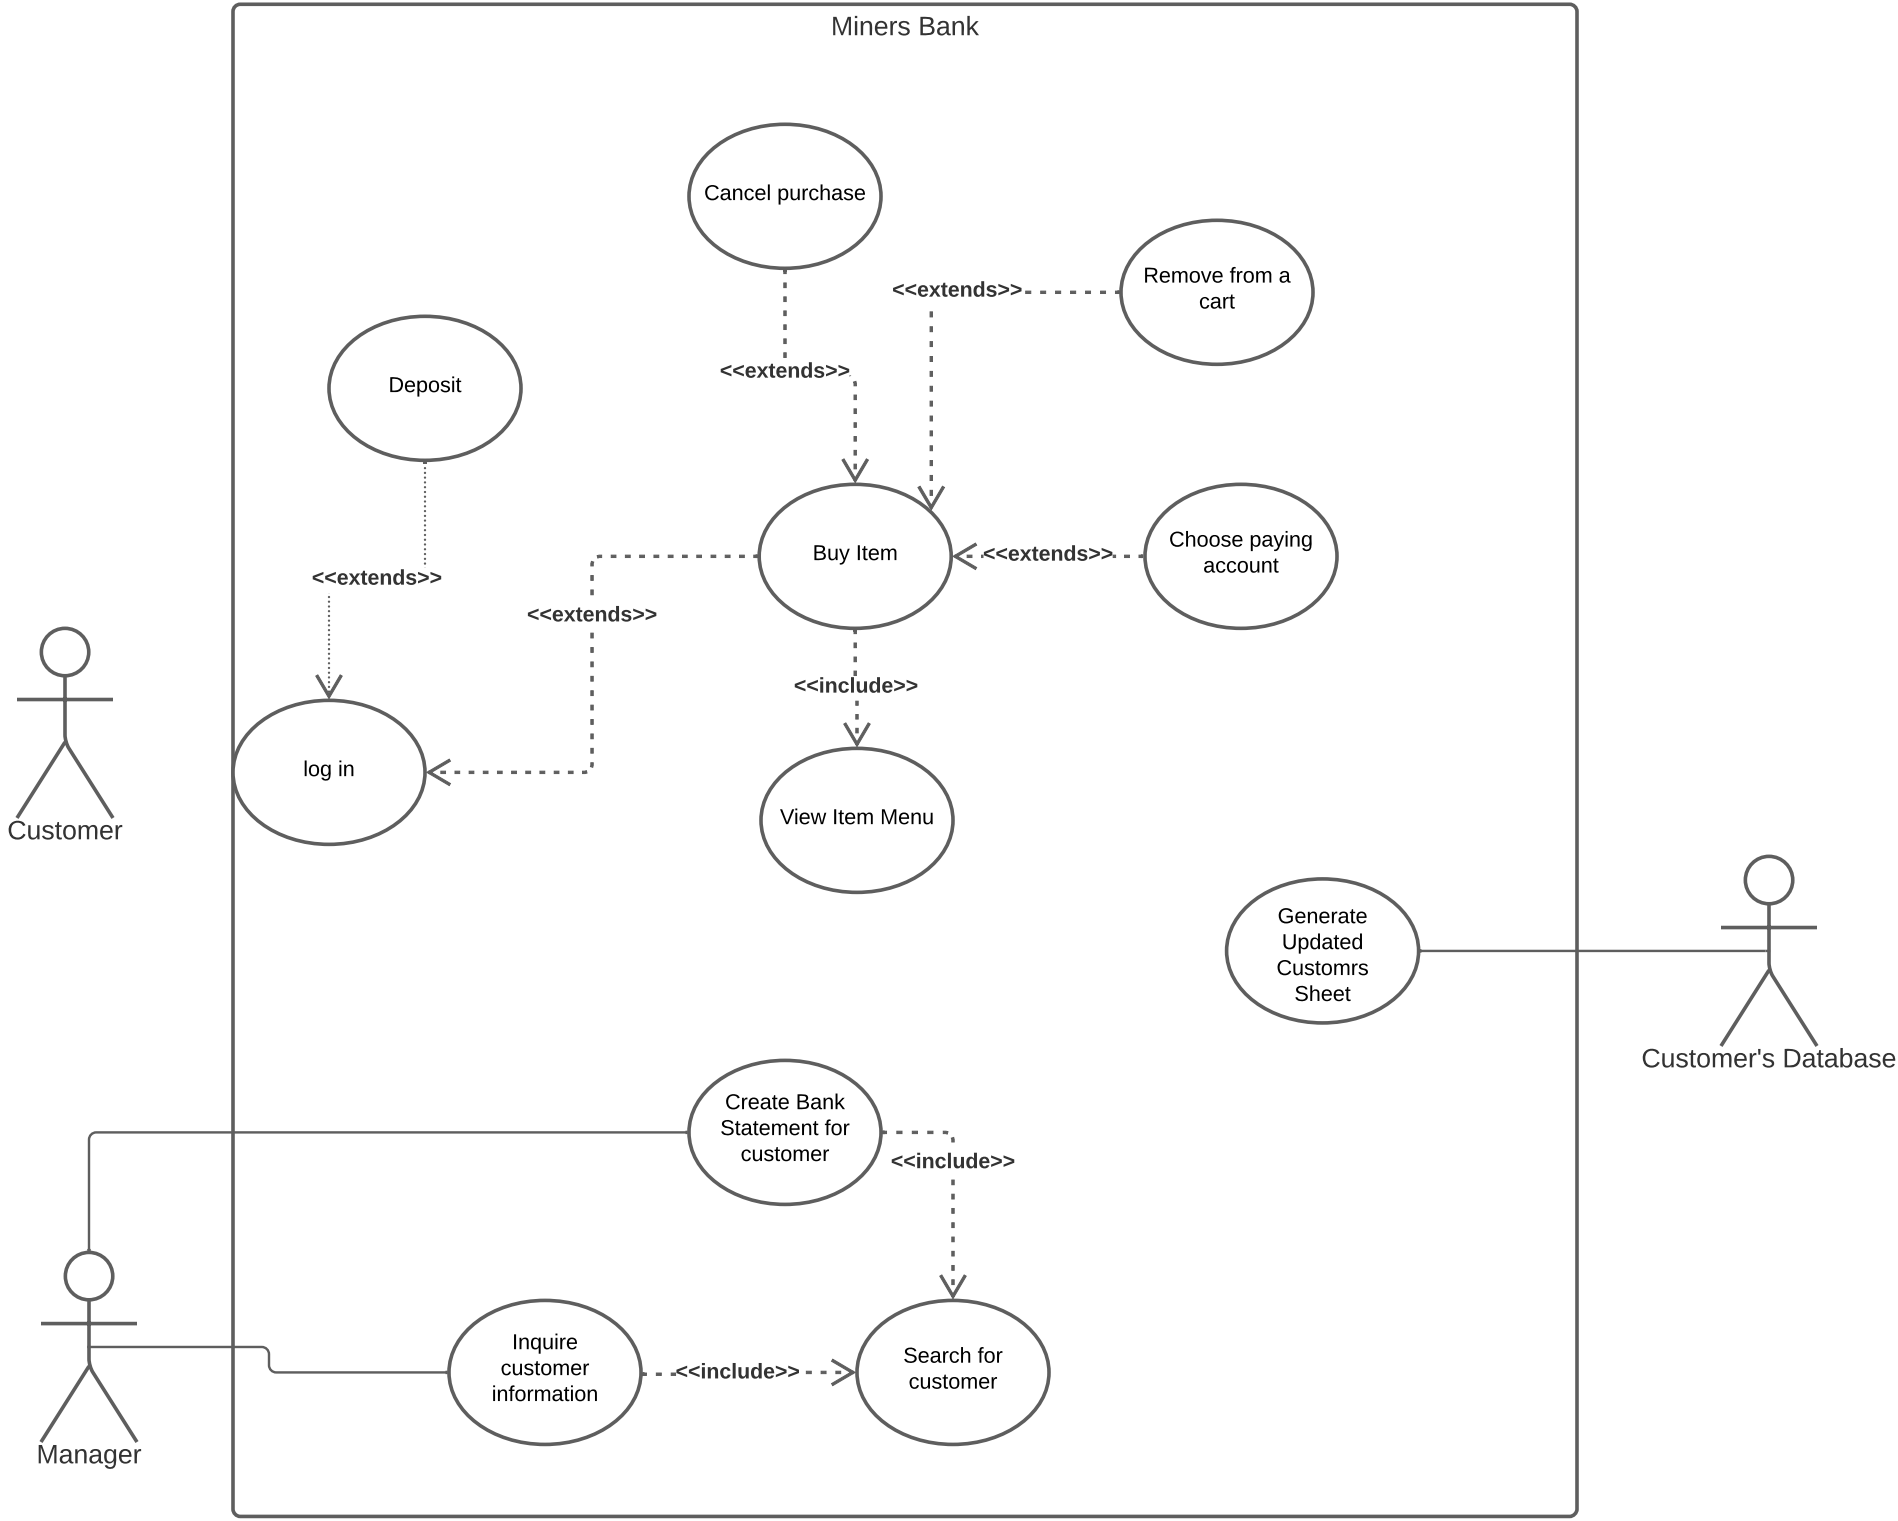 Miners Bank
Cancel purchase
Remove from a
cart
<<extends>>
<<extends>>
Deposit
Buy Item
<<extends>>
Choose paying
account
<<extends>>
<<extends>>
<<include>>
log in
View Item Menu
Customer
Generate
Updated
Customrs
Sheet
Customer's Database
Create Bank
Statement for
customer
<<include>>
Inquire
customer
information
<<include>>
Search for
customer
Manager